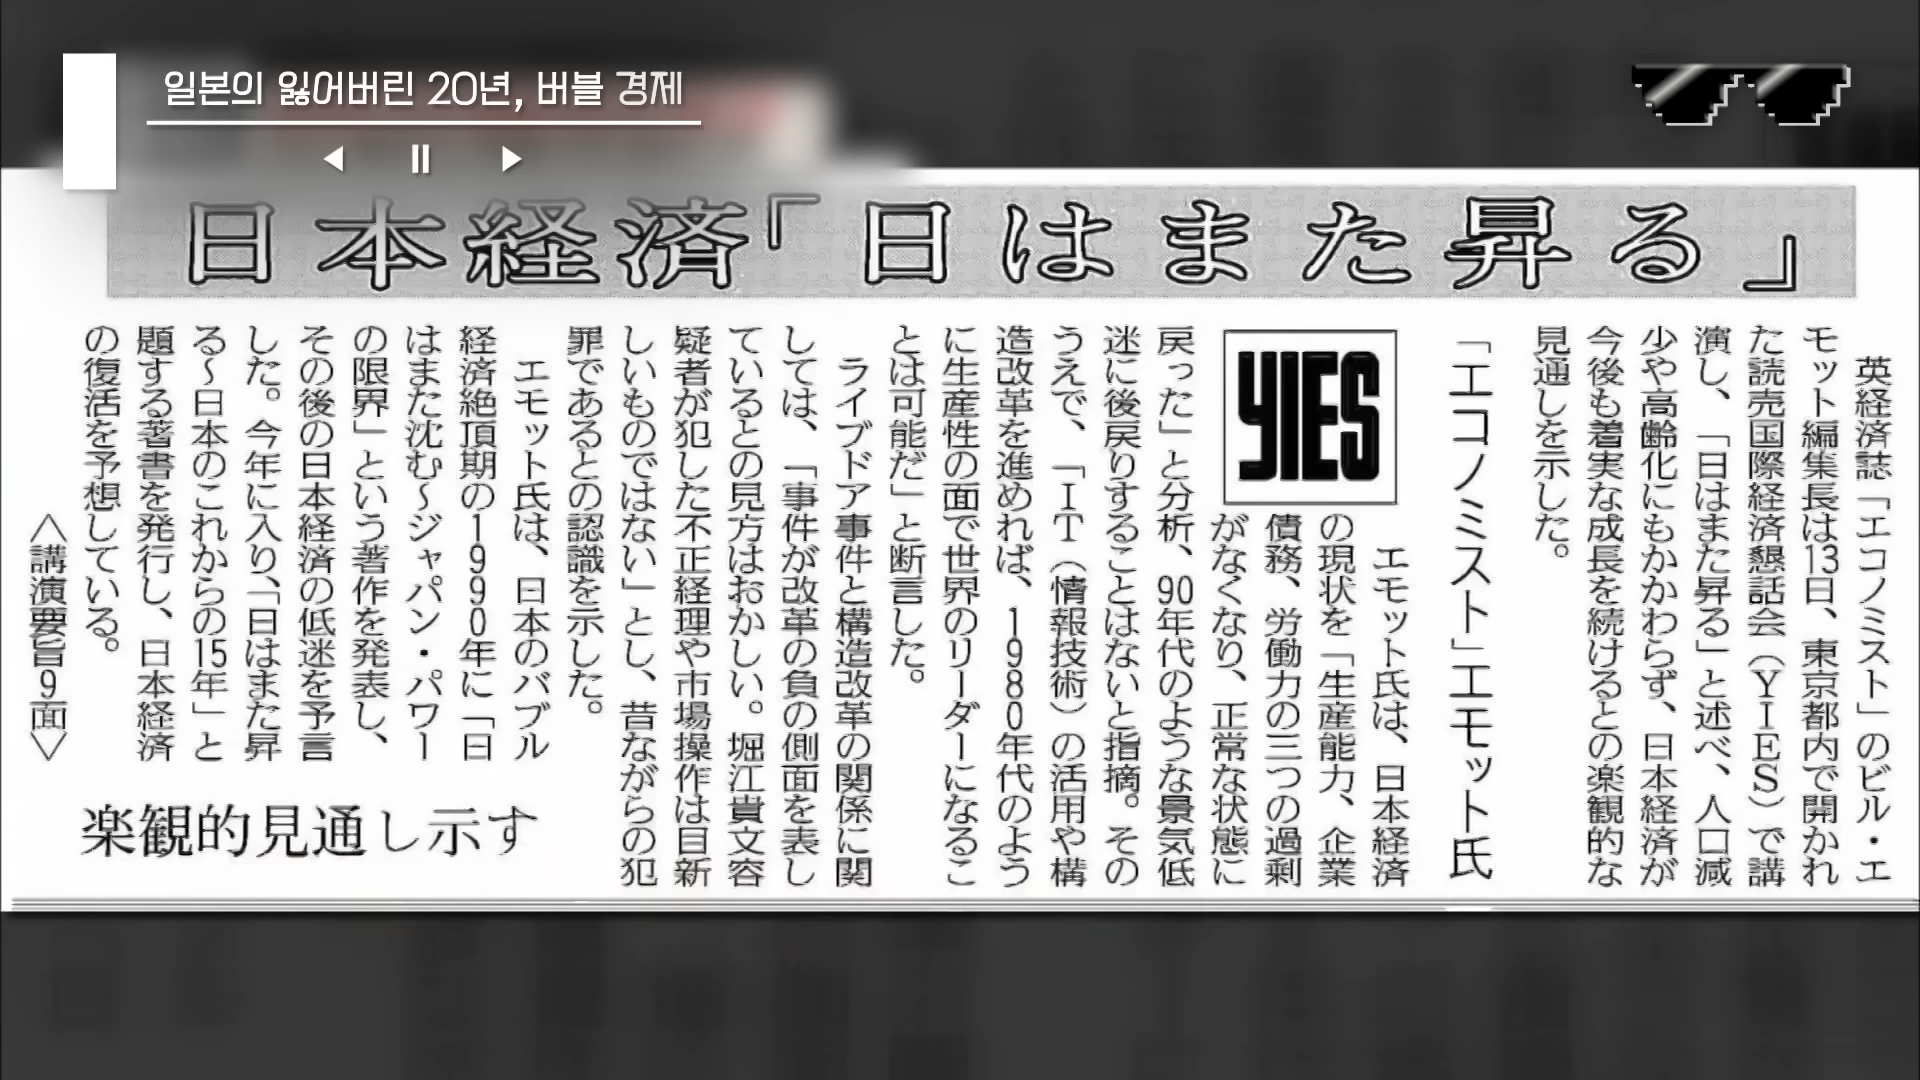 일본의 잃어버린 20년, 버블 경제
日本経済「日はまた昇る」
英経済誌「エコノミスト」のビル・エ
モット編集長は13日、東京都内で開かれ
た読売国際経済懇話会（YIES）で講
演し、「日はまた昇る」と述べ、人口減
少や高齢化にもかかわらず、日本経済が
今後も着実な成長を続けるとの楽観的な
見通しを示した。
「エコノミスト」エモット氏
YIES
エモット氏は、日本経済
の現状を「生産能力、企業
債務、労働力の三つの過剰
がなくなり、正常な状態に
戻った」と分析、90年代のような景気低
迷に後戻りすることはないと指摘。その
うえで、「IT（情報技術）の活用や構
造改革を進めれば、1980年代のよう
に生産性の面で世界のリーダーになるこ
とは可能だ」と断言した。
ライブドア事件と構造改革の関係に関
しては、「事件が改革の負の側面を表し
ているとの見方はおかしい。堀江貴文容
疑者が犯した不正経理や市場操作は目新
しいものではない」とし、昔ながらの犯
罪であるとの認識を示した。
エモット氏は、日本のバブル
経済絶頂期の1990年に「日
はまた沈む〜ジャパン・パワー
の限界」という著作を発表し、
その後の日本経済の低迷を予言
した。今年に入り、「日はまた昇
る〜日本のこれからの15年」と
題する著書を発行し、日本経済
の復活を予想している。
〈講演要旨9面〉
楽観的見通し示す